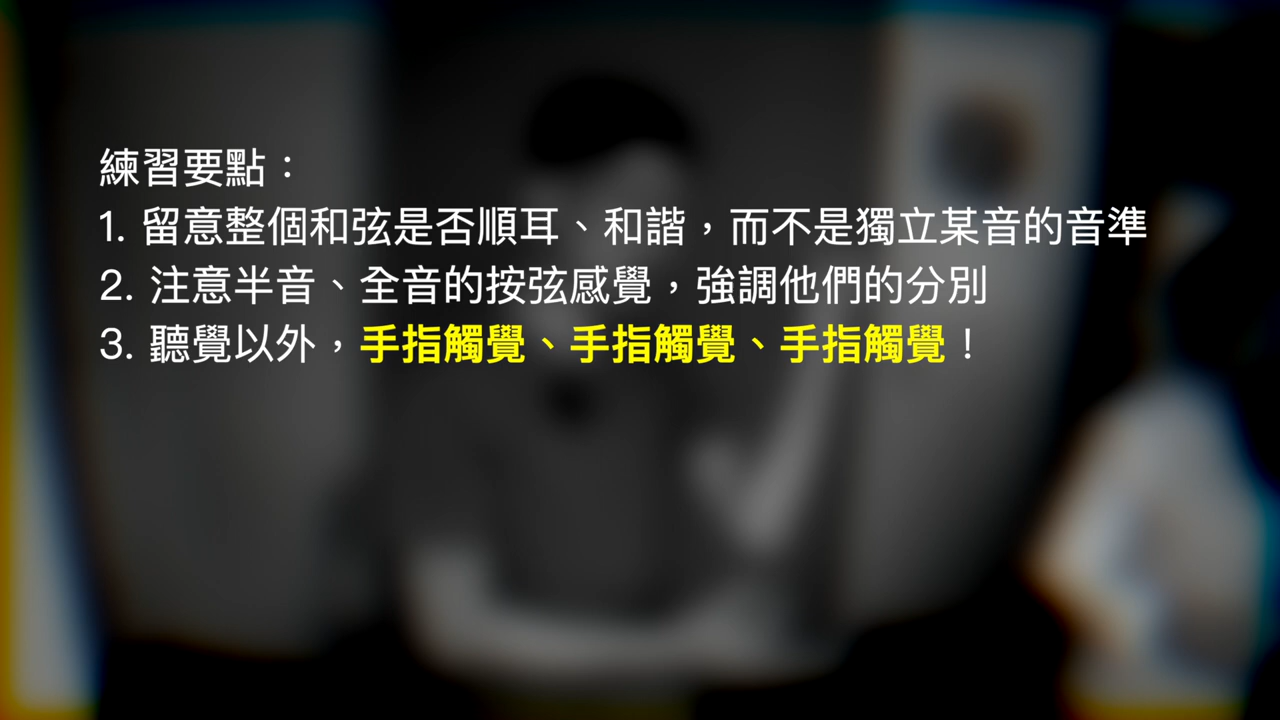 練習要點：
1. 留意整個和弦是否順耳、和諧，而不是獨立某音的音準
2. 注意半音、全音的按弦感覺，強調他們的分別
3. 聽覺以外，手指觸覺、手指觸覺、手指觸覺！